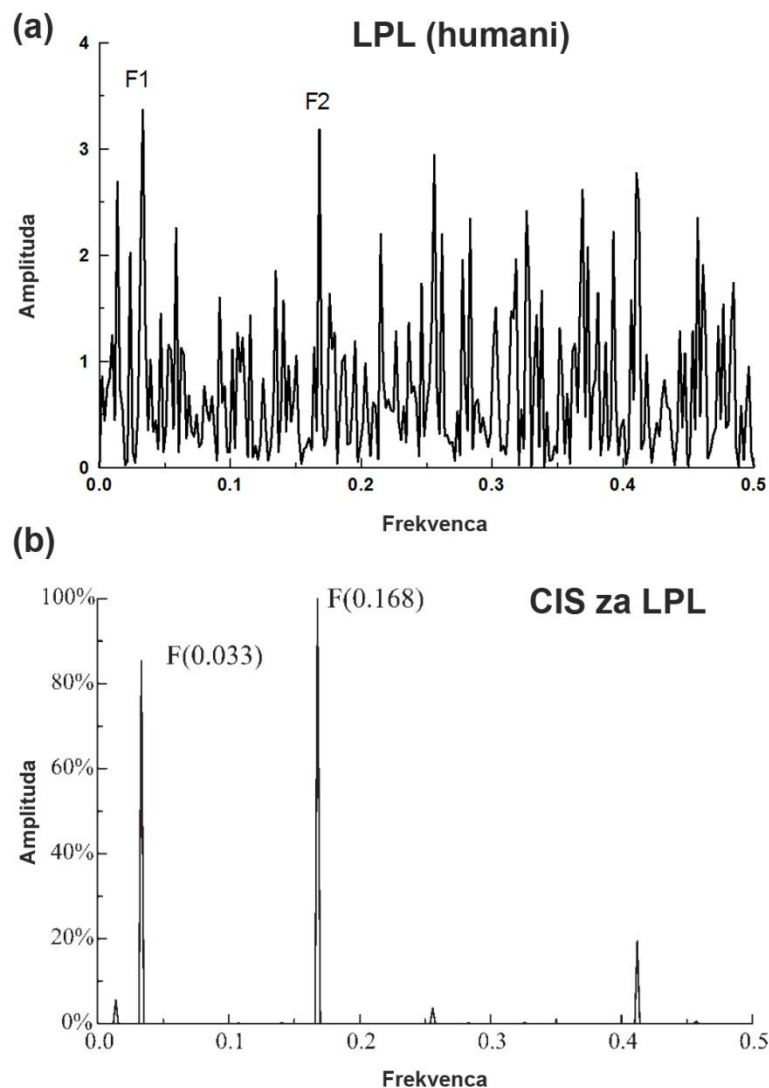 (a)
LPL (humani)
4
F1
F2
3
Amplituda
2
1
0
0.0 0.1 0.2 0.3 0.4 0.5
Frekvenca
(b)
100%
F(0.168)
CIS za LPL
F(0.033)
80%
Amplituda
60%
40%
20%
0%
0.0 0.1 0.2 0.3 0.4 0.5
Frekvenca